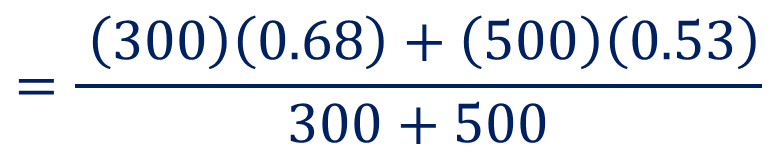 = (300)(0.68) + (500)(0.53)
300 + 500